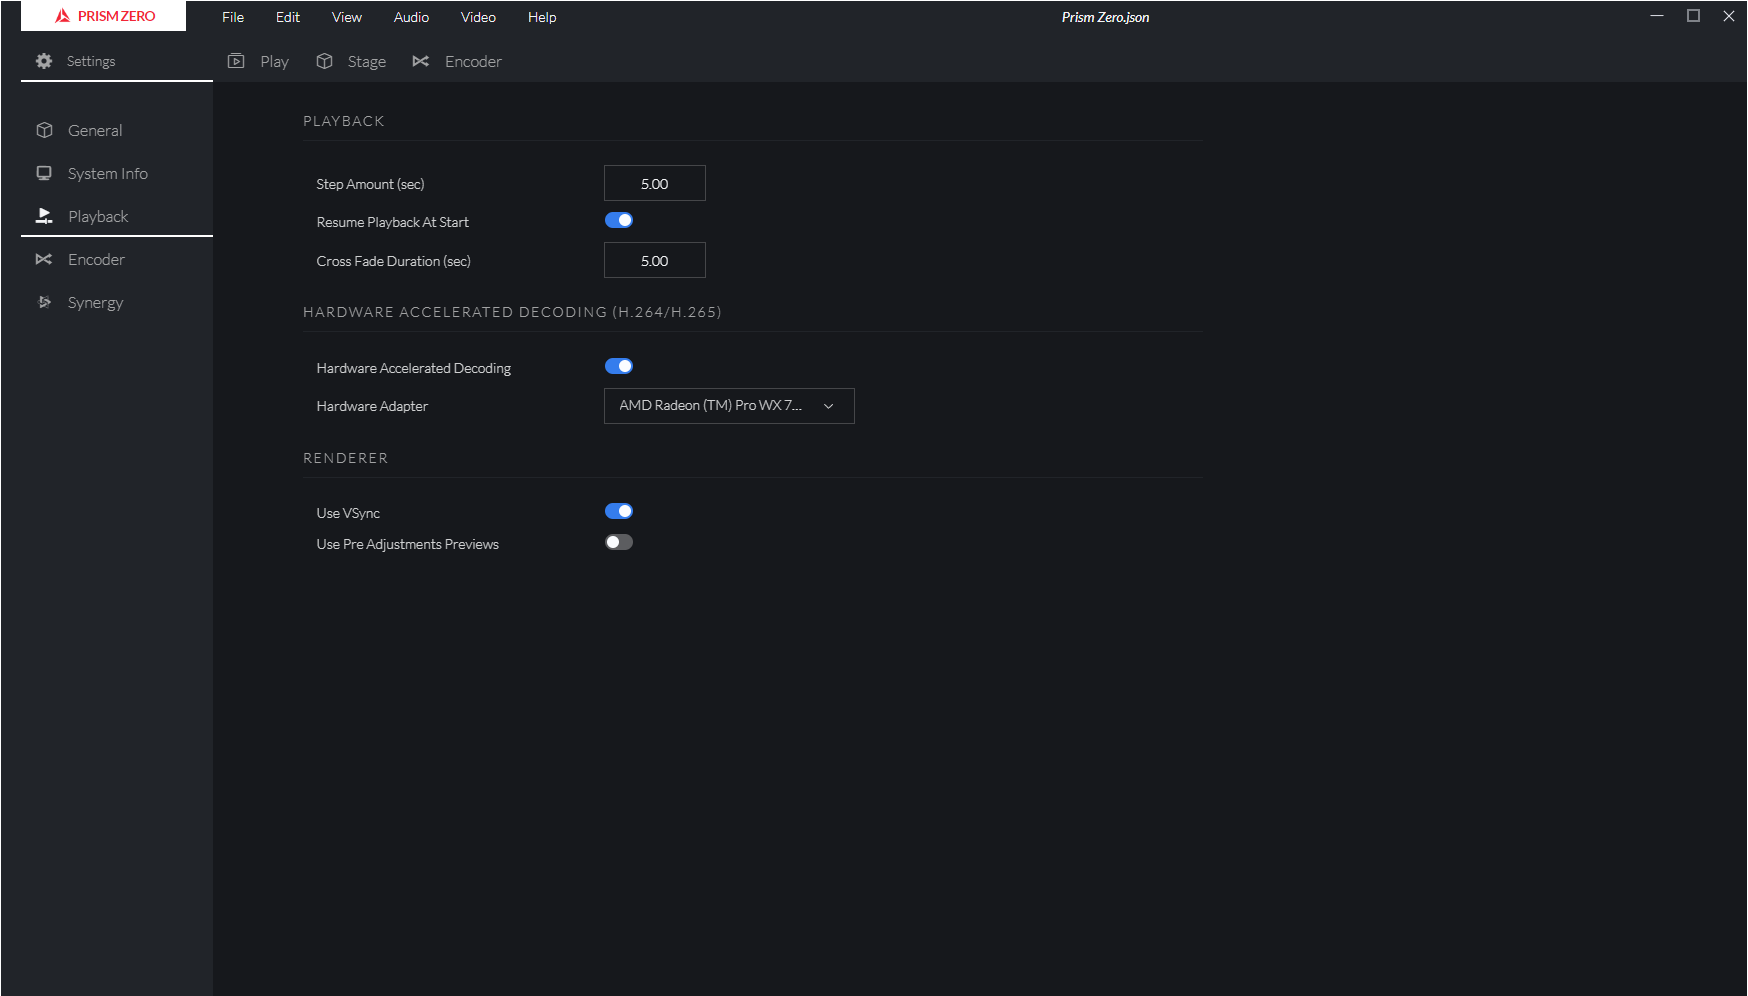 PRISM ZERO File Edit View Audio Video Help Prism Zero.json
Settings Play Stage Encoder
General
System Info
Playback
Encoder
Synergy
PLAYBACK
Step Amount (sec) 5.00
Resume Playback At Start
Cross Fade Duration (sec) 5.00
HARDWARE ACCELERATED DECODING (H.264/H.265)
Hardware Accelerated Decoding
Hardware Adapter AMD Radeon (TM) Pro WX 7...
RENDERER
Use VSync
Use Pre Adjustments Previews